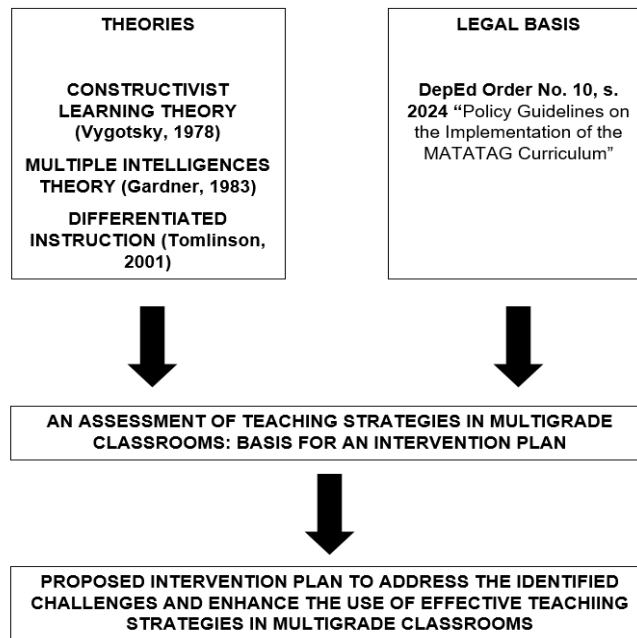 THEORIES
CONSTRUCTIVIST
LEARNING THEORY
(Vygotsky, 1978)
MULTIPLE INTELLIGENCES
THEORY (Gardner, 1983)
DIFFERENTIATED
INSTRUCTION (Tomlinson,
2001)
LEGAL BASIS
DepEd Order No. 10, s.
2024 “Policy Guidelines on
the Implementation of the
MATATAG Curriculum”
AN ASSESSMENT OF TEACHING STRATEGIES IN MULTIGRADE
CLASSROOMS: BASIS FOR AN INTERVENTION PLAN
PROPOSED INTERVENTION PLAN TO ADDRESS THE IDENTIFIED
CHALLENGES AND ENHANCE THE USE OF EFFECTIVE TEACHIING
STRATEGIES IN MULTIGRADE CLASSROOMS